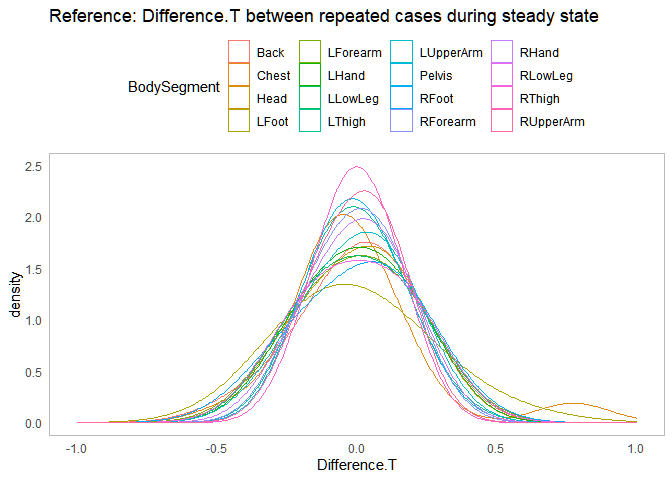 Reference: Difference.T between repeated cases during steady state
BodySegment
Back LForearm LUpperArm RHand
Chest LHand Pelvis RLowLeg
Head LLowLeg RFoot RThigh
LFoot LThigh RForearm RUpperArm
2.5
2.0
1.5
1.0
0.5
0.0
density
-1.0 -0.5 0.0 0.5 1.0
Difference.T